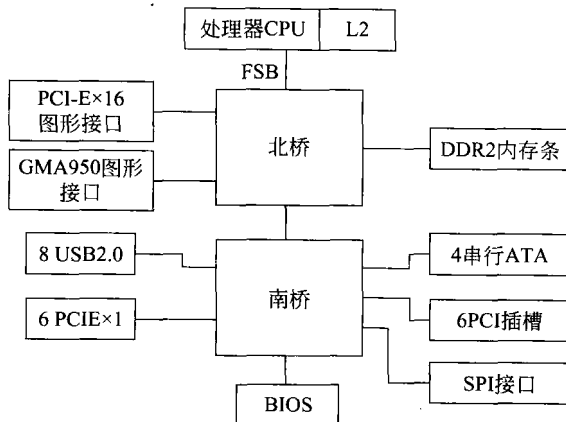 处理器CPU
L2
FSB
PCI-E×16
图形接口
北桥
DDR2内存条
GMA950图形
接口
8 USB2.0
南桥
4串行ATA
6 PCIE×1
6PCI插槽
SPI接口
BIOS